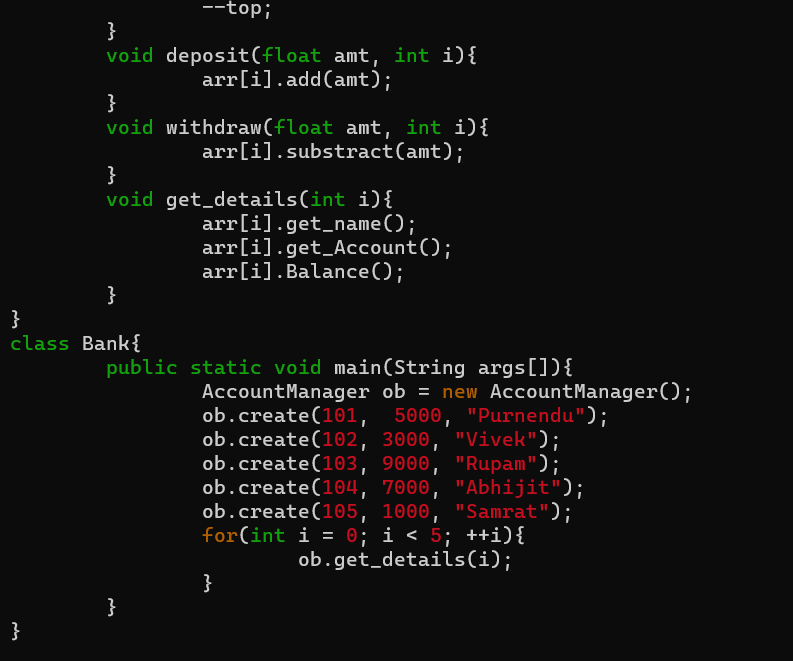 --top;
        }
        void deposit(float amt, int i){
                arr[i].add(amt);
        }
        void withdraw(float amt, int i){
                arr[i].substract(amt);
        }
        void get_details(int i){
                arr[i].get_name();
                arr[i].get_Account();
                arr[i].Balance();
        }
}
class Bank{
        public static void main(String args[]){
                AccountManager ob = new AccountManager();
                ob.create(101,  5000, "Purnendu");
                ob.create(102, 3000, "Vivek");
                ob.create(103, 9000, "Rupam");
                ob.create(104, 7000, "Abhijit");
                ob.create(105, 1000, "Samrat");
                for(int i = 0; i < 5; ++i){
                        ob.get_details(i);
                }
        }
}